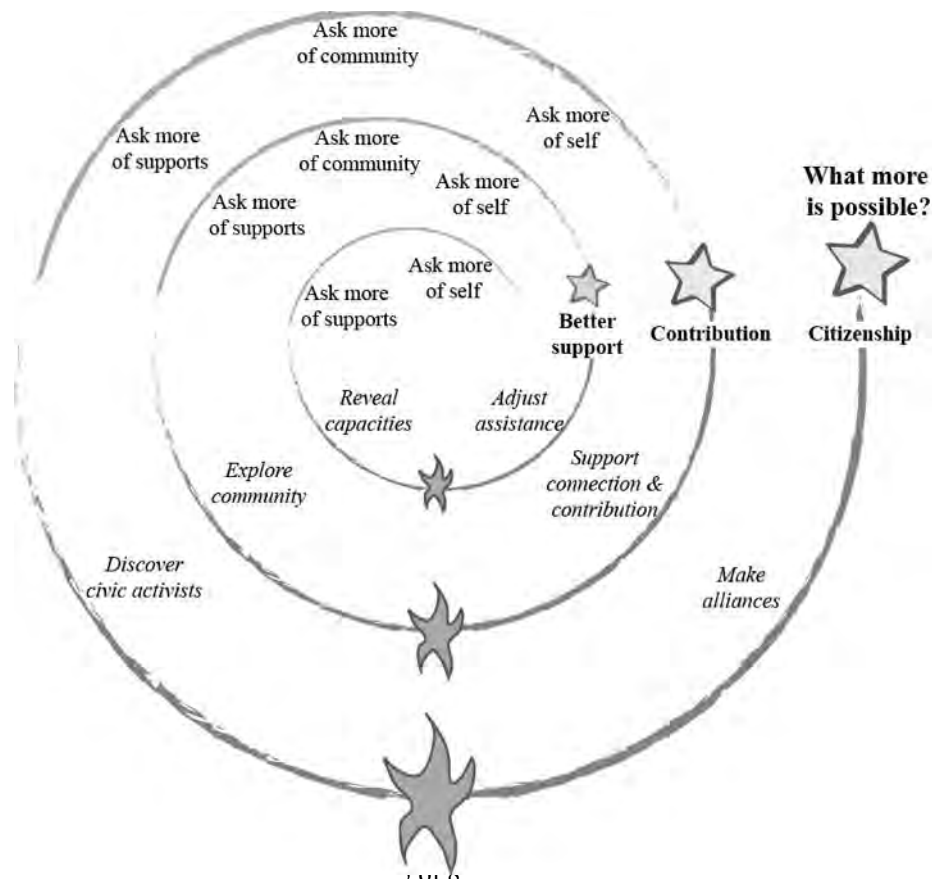 Ask more
of community
Ask more
of supports
Ask more
of community
Ask more
of self
Ask more
of supports
Ask more
of self
What more
is possible?
Ask more
of supports
Ask more
of self
Better
support
Contribution
Citizenship
Reveal
capacities
Adjust
assistance
Explore
community
Support
connection &
contribution
Discover
civic activists
Make
alliances